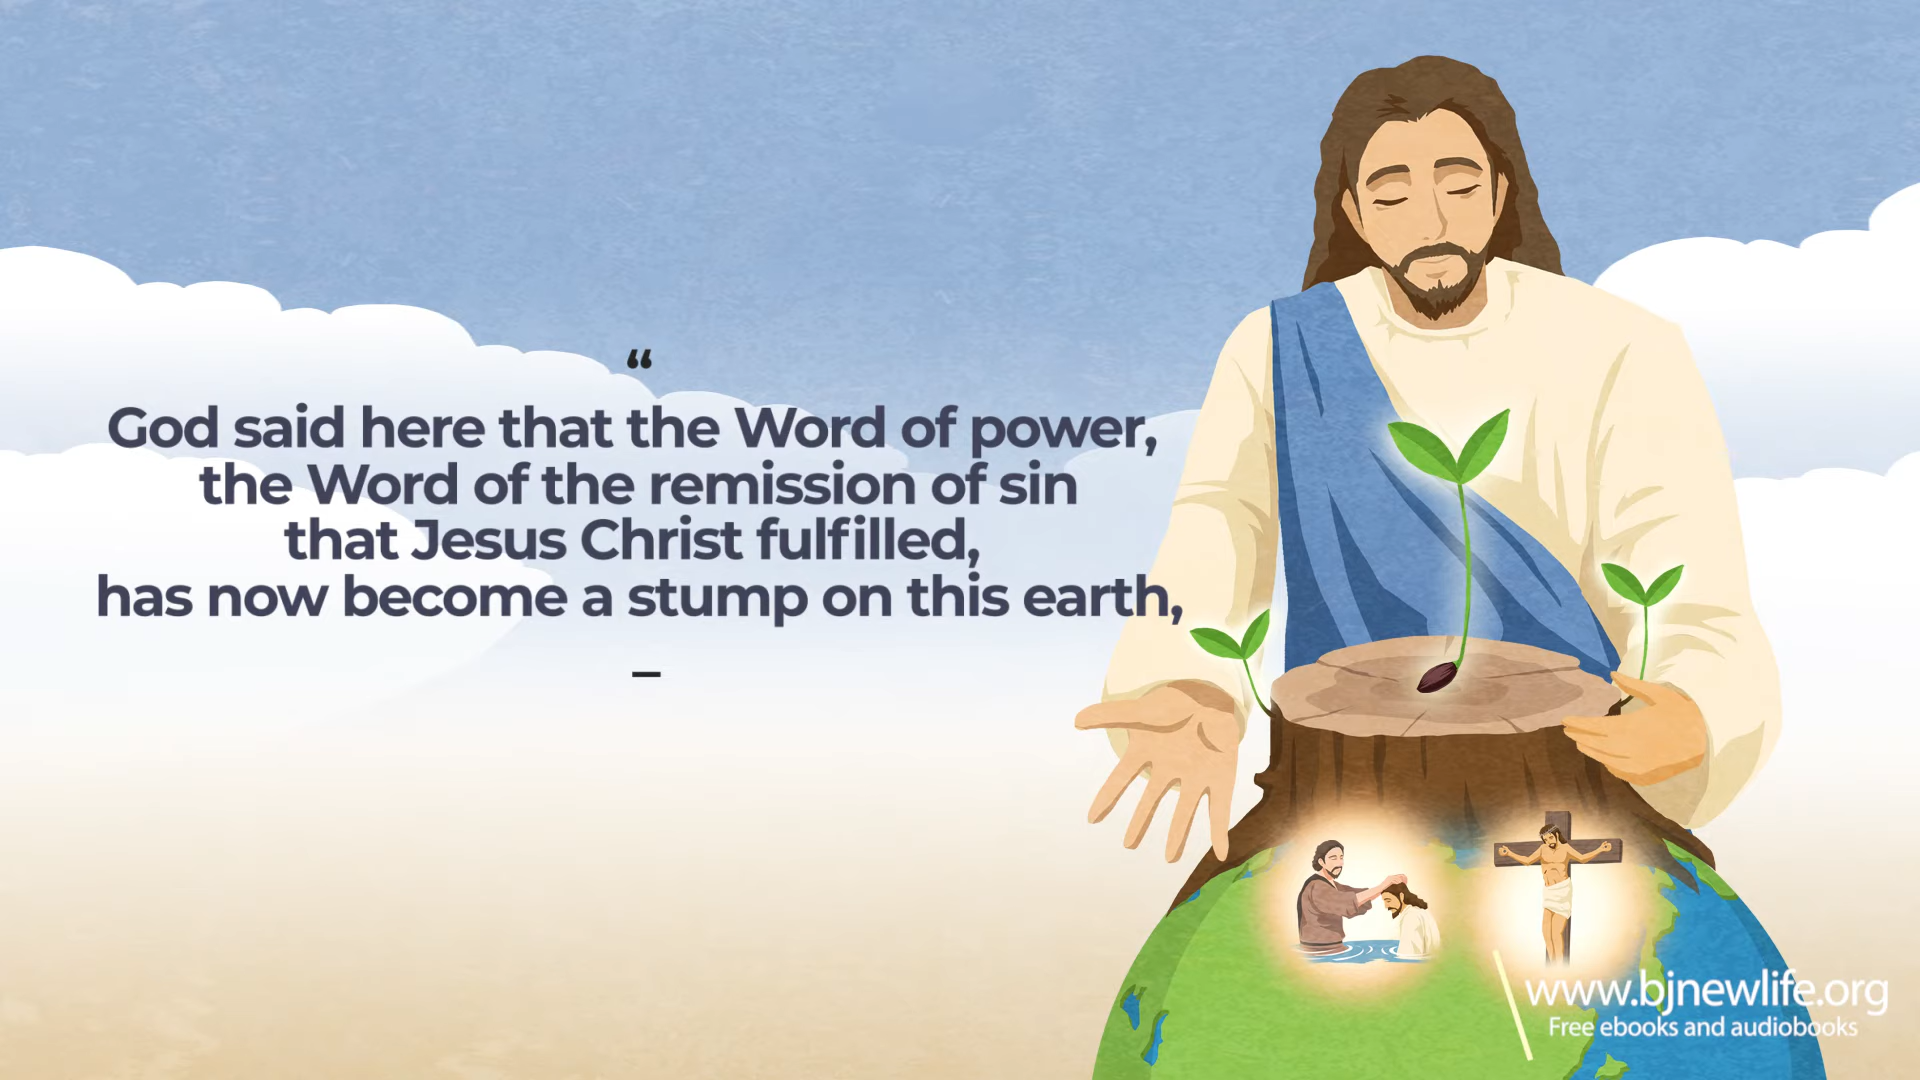 “
God said here that the Word of power,
the Word of the remission of sin
that Jesus Christ fulfilled,
has now become a stump on this earth,
–
www.bjnewlife.org
Free ebooks and audiobooks